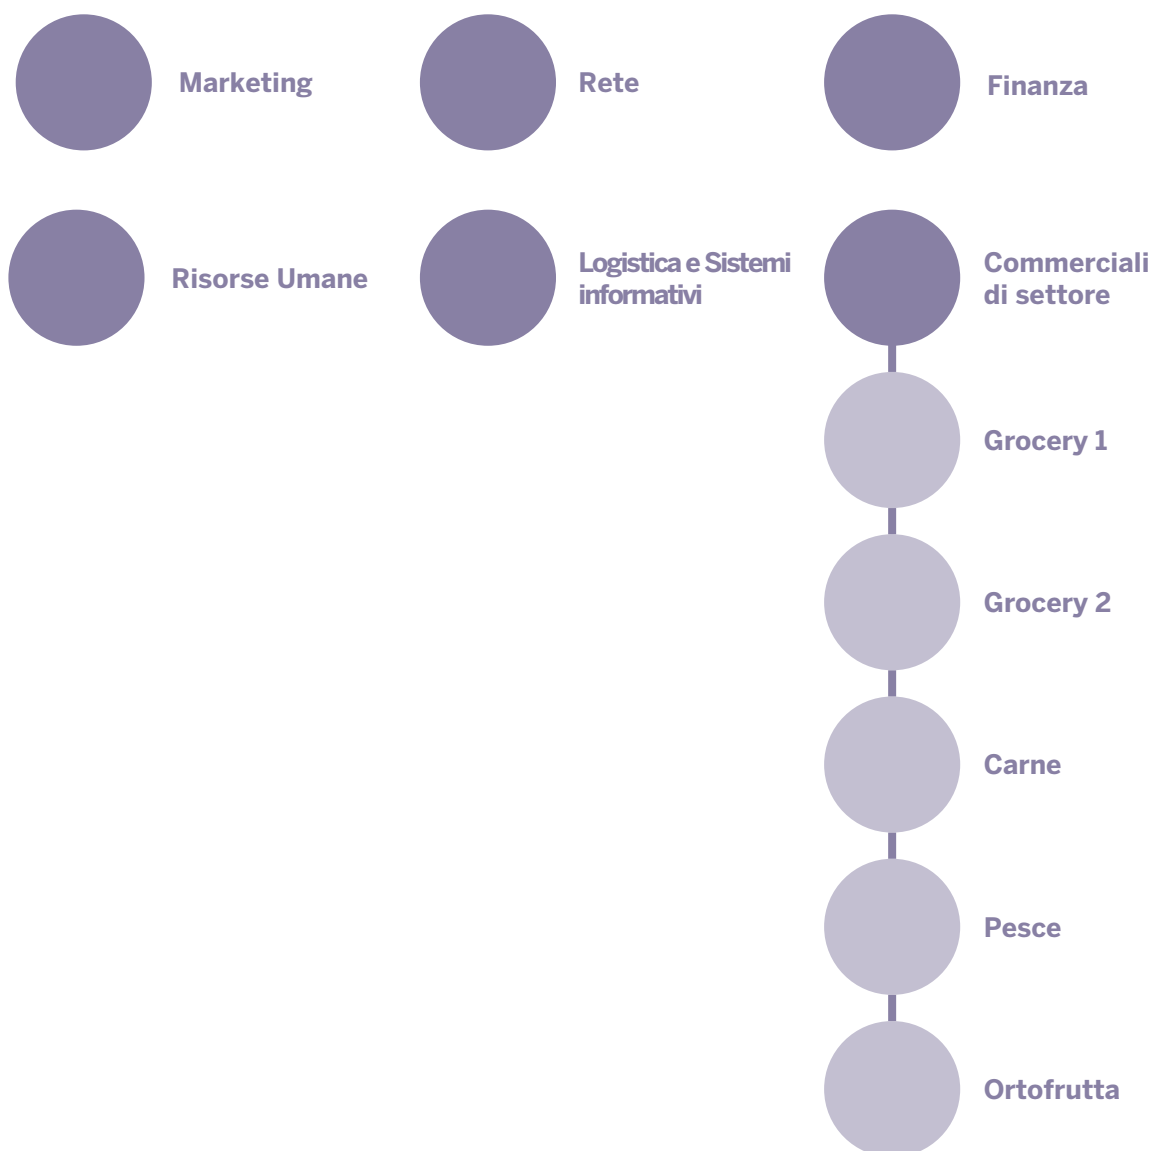 Marketing
Rete
Finanza
Risorse Umane
Logistica e Sistemi
informativi
Commerciali
di settore
Grocery 1
Grocery 2
Carne
Pesce
Ortofrutta